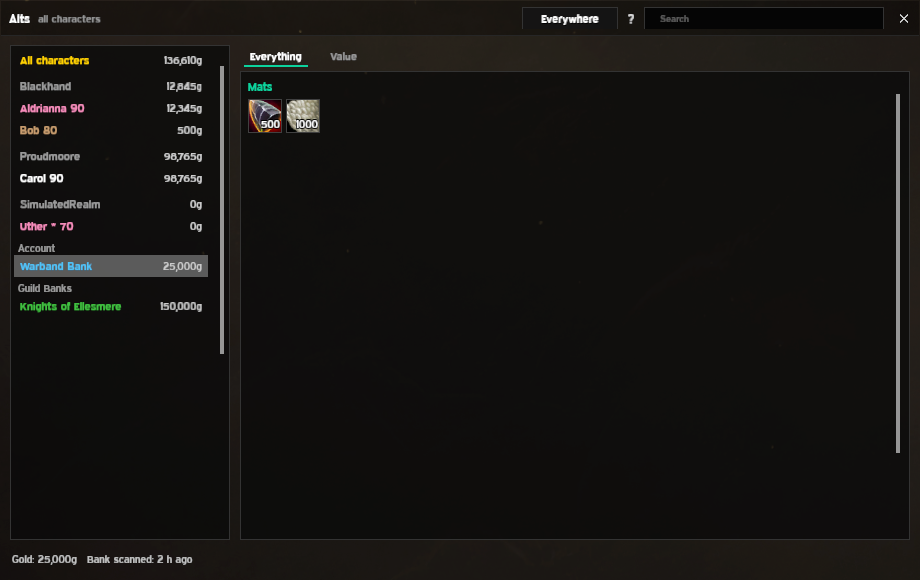 Alts all characters
Everywhere
?
Search
All characters 136,610g
Blackhand 12,845g
Aldrianna 90 12,345g
Bob 80 500g
Proudmoore 98,765g
Carol 90 98,765g
SimulatedRealm 0g
Uther * 70 0g
Account
Warband Bank 25,000g
Guild Banks
Knights of Ellesmere 150,000g
Everything Value
Mats
500 1000
Gold: 25,000g Bank scanned: 2 h ago